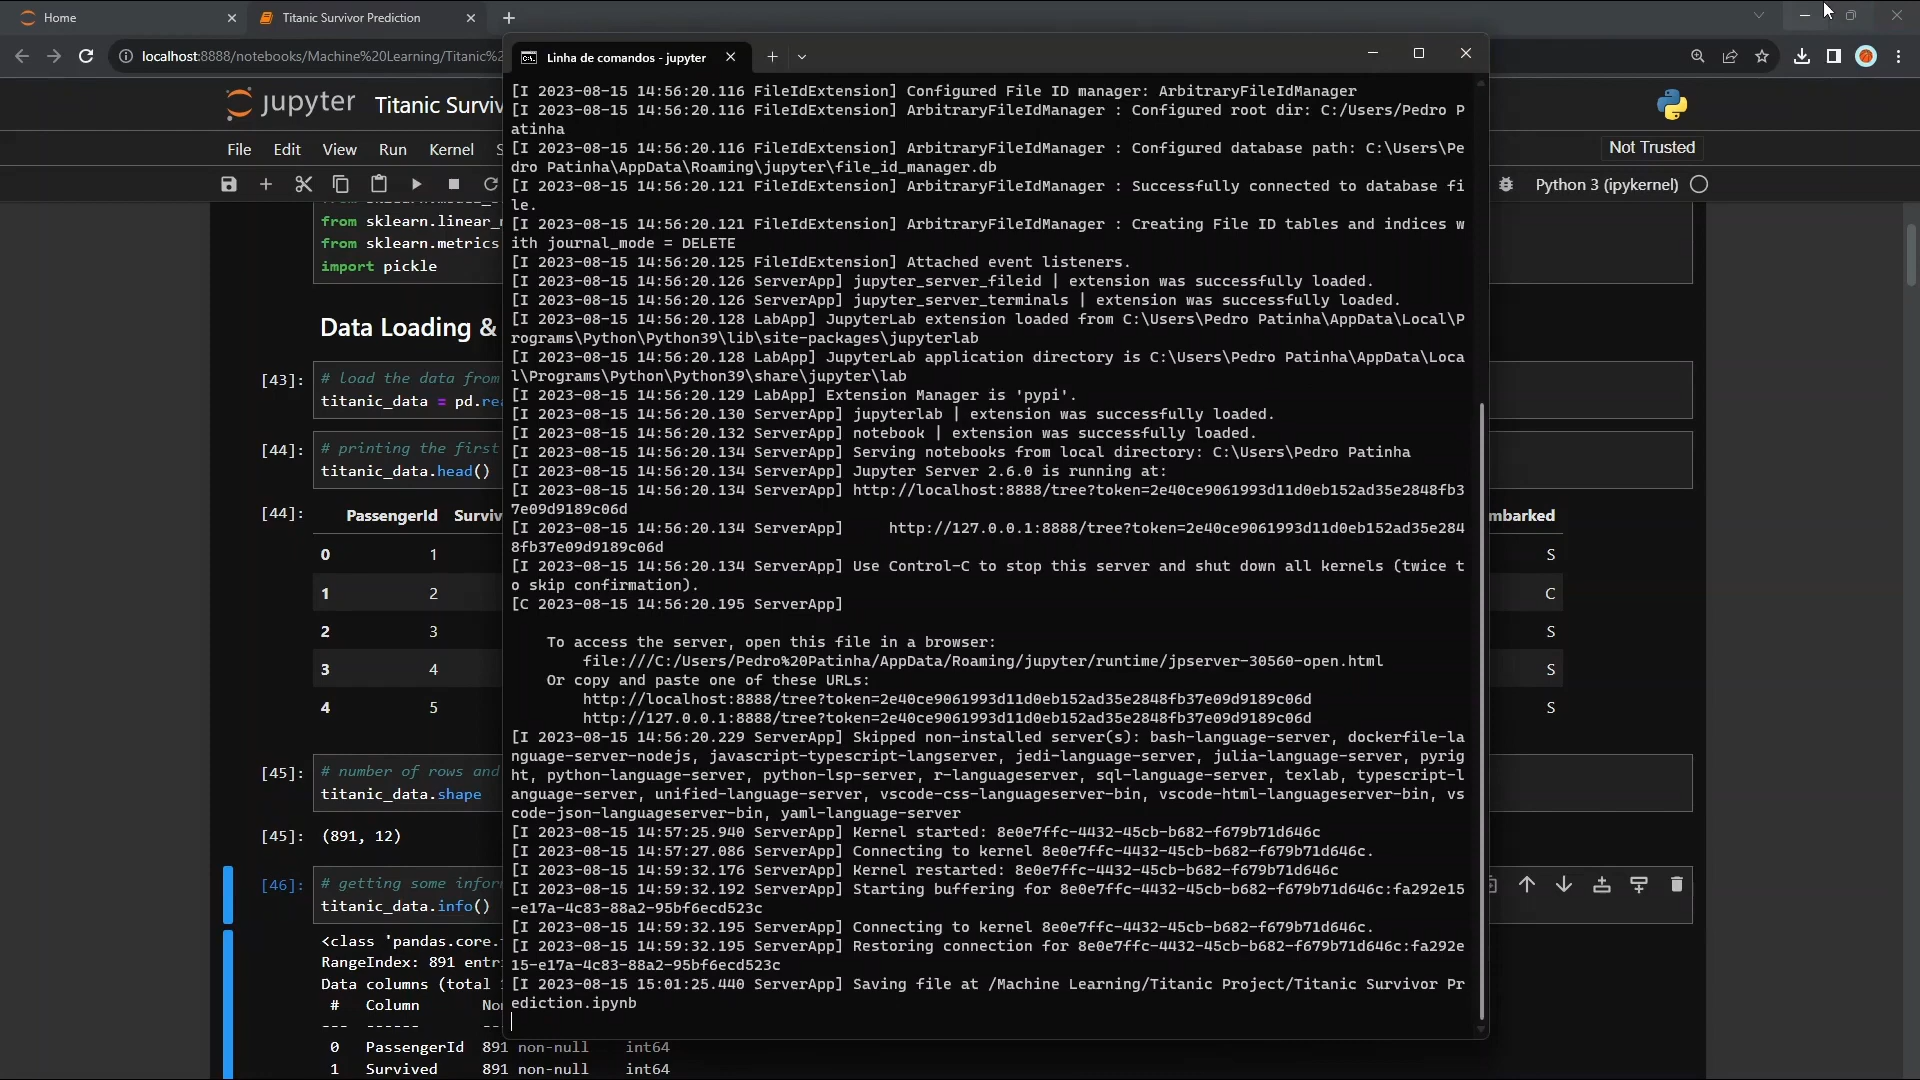 Home
Titanic Survivor Prediction
localhost:8888/notebooks/Machine%20Learning/Titanic%2
Linha de comandos - jupyter
jupyter Titanic Surviv
Not Trusted
File Edit View Run Kernel S
Python 3 (ipykernel)
from sklearn.linear_
from sklearn.metrics
import pickle
Data Loading &
[43]: # load the data from
titanic_data = pd.re
[44]: # printing the first
titanic_data.head()
[44]: PassengerId Surviv mbarked
0 1 S
1 2 C
2 3 S
3 4 S
4 5 S
[45]: # number of rows and
titanic_data.shape
[45]: (891, 12)
[46]: # getting some infor
titanic_data.info()
<class 'pandas.core.
RangeIndex: 891 entr
Data columns (total
# Column No
--- ------ --
0 PassengerId 891 non-null int64
1 Survived 891 non-null int64
[I 2023-08-15 14:56:20.116 FileIdExtension] Configured File ID manager: ArbitraryFileIdManager
[I 2023-08-15 14:56:20.116 FileIdExtension] ArbitraryFileIdManager : Configured root dir: C:/Users/Pedro P
atinha
[I 2023-08-15 14:56:20.116 FileIdExtension] ArbitraryFileIdManager : Configured database path: C:\Users\Pe
dro Patinha\AppData\Roaming\jupyter\file_id_manager.db
[I 2023-08-15 14:56:20.121 FileIdExtension] ArbitraryFileIdManager : Successfully connected to database fi
le.
[I 2023-08-15 14:56:20.121 FileIdExtension] ArbitraryFileIdManager : Creating File ID tables and indices w
ith journal_mode = DELETE
[I 2023-08-15 14:56:20.125 FileIdExtension] Attached event listeners.
[I 2023-08-15 14:56:20.126 ServerApp] jupyter_server_fileid | extension was successfully loaded.
[I 2023-08-15 14:56:20.126 ServerApp] jupyter_server_terminals | extension was successfully loaded.
[I 2023-08-15 14:56:20.128 LabApp] JupyterLab extension loaded from C:\Users\Pedro Patinha\AppData\Local\P
rograms\Python\Python39\lib\site-packages\jupyterlab
[I 2023-08-15 14:56:20.128 LabApp] JupyterLab application directory is C:\Users\Pedro Patinha\AppData\Loca
l\Programs\Python\Python39\share\jupyter\lab
[I 2023-08-15 14:56:20.129 LabApp] Extension Manager is 'pypi'.
[I 2023-08-15 14:56:20.130 ServerApp] jupyterlab | extension was successfully loaded.
[I 2023-08-15 14:56:20.132 ServerApp] notebook | extension was successfully loaded.
[I 2023-08-15 14:56:20.134 ServerApp] Serving notebooks from local directory: C:\Users\Pedro Patinha
[I 2023-08-15 14:56:20.134 ServerApp] Jupyter Server 2.6.0 is running at:
[I 2023-08-15 14:56:20.134 ServerApp] http://localhost:8888/tree?token=2e40ce9061993d11d0eb152ad35e2848fb3
7e09d9189c06d
[I 2023-08-15 14:56:20.134 ServerApp]     http://127.0.0.1:8888/tree?token=2e40ce9061993d11d0eb152ad35e284
8fb37e09d9189c06d
[I 2023-08-15 14:56:20.134 ServerApp] Use Control-C to stop this server and shut down all kernels (twice t
o skip confirmation).
[C 2023-08-15 14:56:20.195 ServerApp]
To access the server, open this file in a browser:
file:///C:/Users/Pedro%20Patinha/AppData/Roaming/jupyter/runtime/jpserver-30560-open.html
Or copy and paste one of these URLs:
http://localhost:8888/tree?token=2e40ce9061993d11d0eb152ad35e2848fb37e09d9189c06d
http://127.0.0.1:8888/tree?token=2e40ce9061993d11d0eb152ad35e2848fb37e09d9189c06d
[I 2023-08-15 14:56:20.229 ServerApp] Skipped non-installed server(s): bash-language-server, dockerfile-la
nguage-server-nodejs, javascript-typescript-langserver, jedi-language-server, julia-language-server, pyrig
ht, python-language-server, python-lsp-server, r-languageserver, sql-language-server, texlab, typescript-l
anguage-server, unified-language-server, vscode-css-languageserver-bin, vscode-html-languageserver-bin, vs
code-json-languageserver-bin, yaml-language-server
[I 2023-08-15 14:57:25.940 ServerApp] Kernel started: 8e0e7ffc-4432-45cb-b682-f679b71d646c
[I 2023-08-15 14:57:27.086 ServerApp] Connecting to kernel 8e0e7ffc-4432-45cb-b682-f679b71d646c.
[I 2023-08-15 14:59:32.176 ServerApp] Kernel restarted: 8e0e7ffc-4432-45cb-b682-f679b71d646c
[I 2023-08-15 14:59:32.192 ServerApp] Starting buffering for 8e0e7ffc-4432-45cb-b682-f679b71d646c:fa292e15
-e17a-4c83-88a2-95bf6ecd523c
[I 2023-08-15 14:59:32.195 ServerApp] Connecting to kernel 8e0e7ffc-4432-45cb-b682-f679b71d646c.
[I 2023-08-15 14:59:32.195 ServerApp] Restoring connection for 8e0e7ffc-4432-45cb-b682-f679b71d646c:fa292e
15-e17a-4c83-88a2-95bf6ecd523c
[I 2023-08-15 15:01:25.440 ServerApp] Saving file at /Machine Learning/Titanic Project/Titanic Survivor Pr
ediction.ipynb